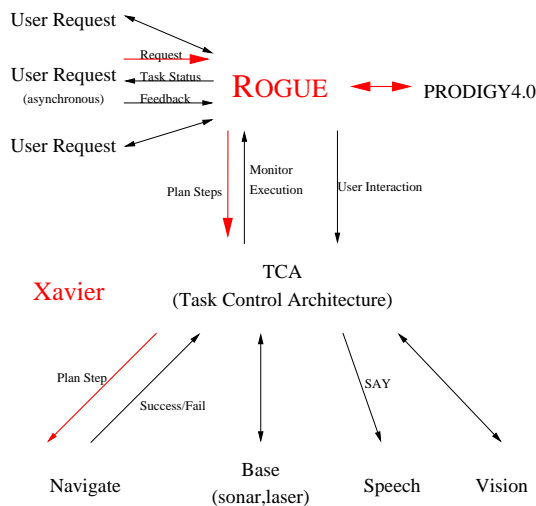 User Request
Request
User Request
Task Status
(asynchronous)
Feedback
ROGUE
PRODIGY4.0
User Request
Plan Steps
Monitor
Execution
User Interaction
Xavier
TCA
(Task Control Architecture)
Plan Step
Success/Fail
SAY
Navigate
Base
(sonar,laser)
Speech
Vision